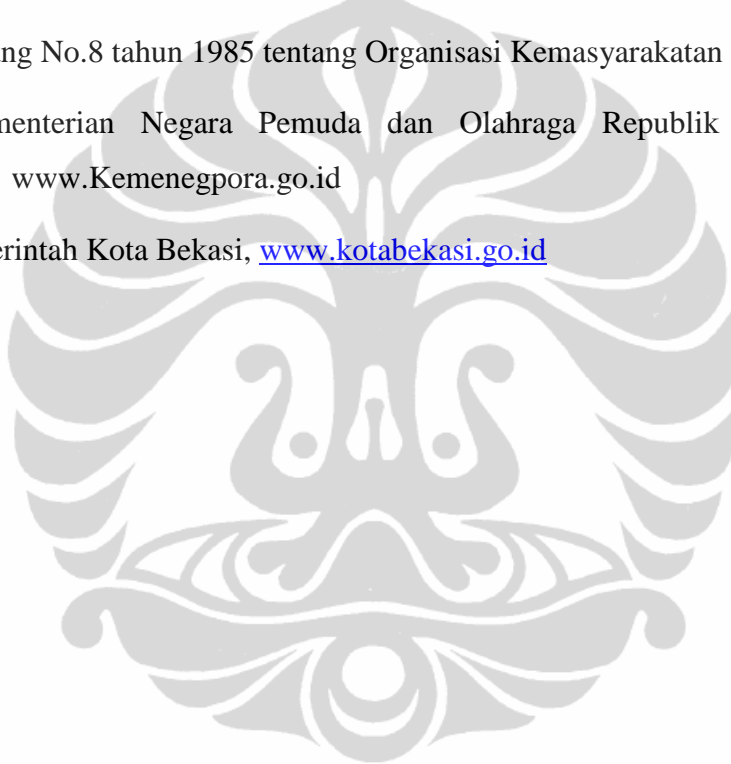 ang No.8 tahun 1985 tentang Organisasi Kemasyarakatan
menterian Negara Pemuda dan Olahraga Republik
www.Kemenegpora.go.id
erintah Kota Bekasi, www.kotabekasi.go.id